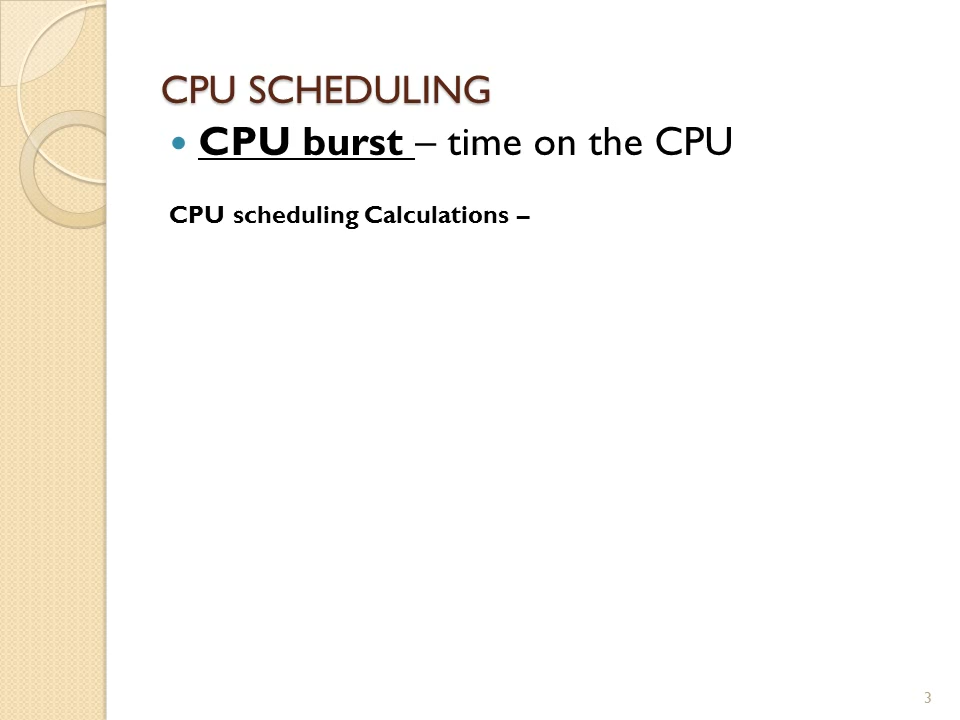 CPU SCHEDULING
CPU burst – time on the CPU
CPU scheduling Calculations –
3